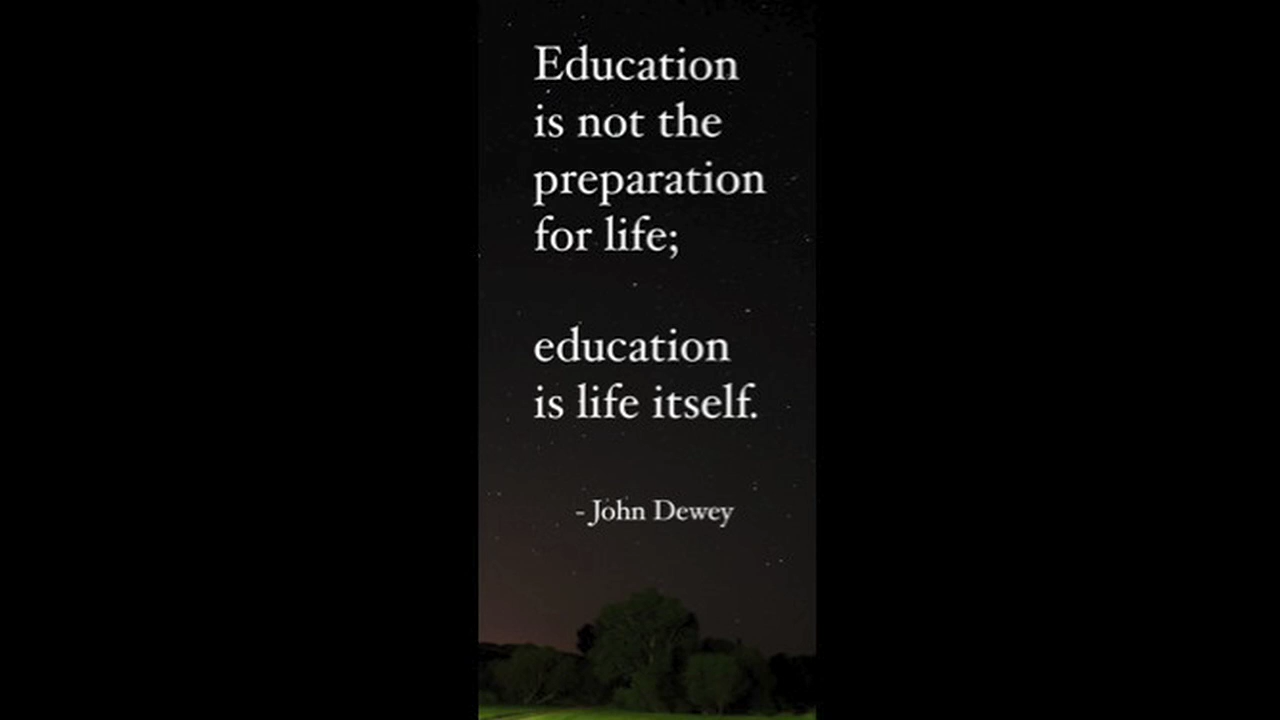 Education
is not the
preparation
for life;
education
is life itself.
- John Dewey